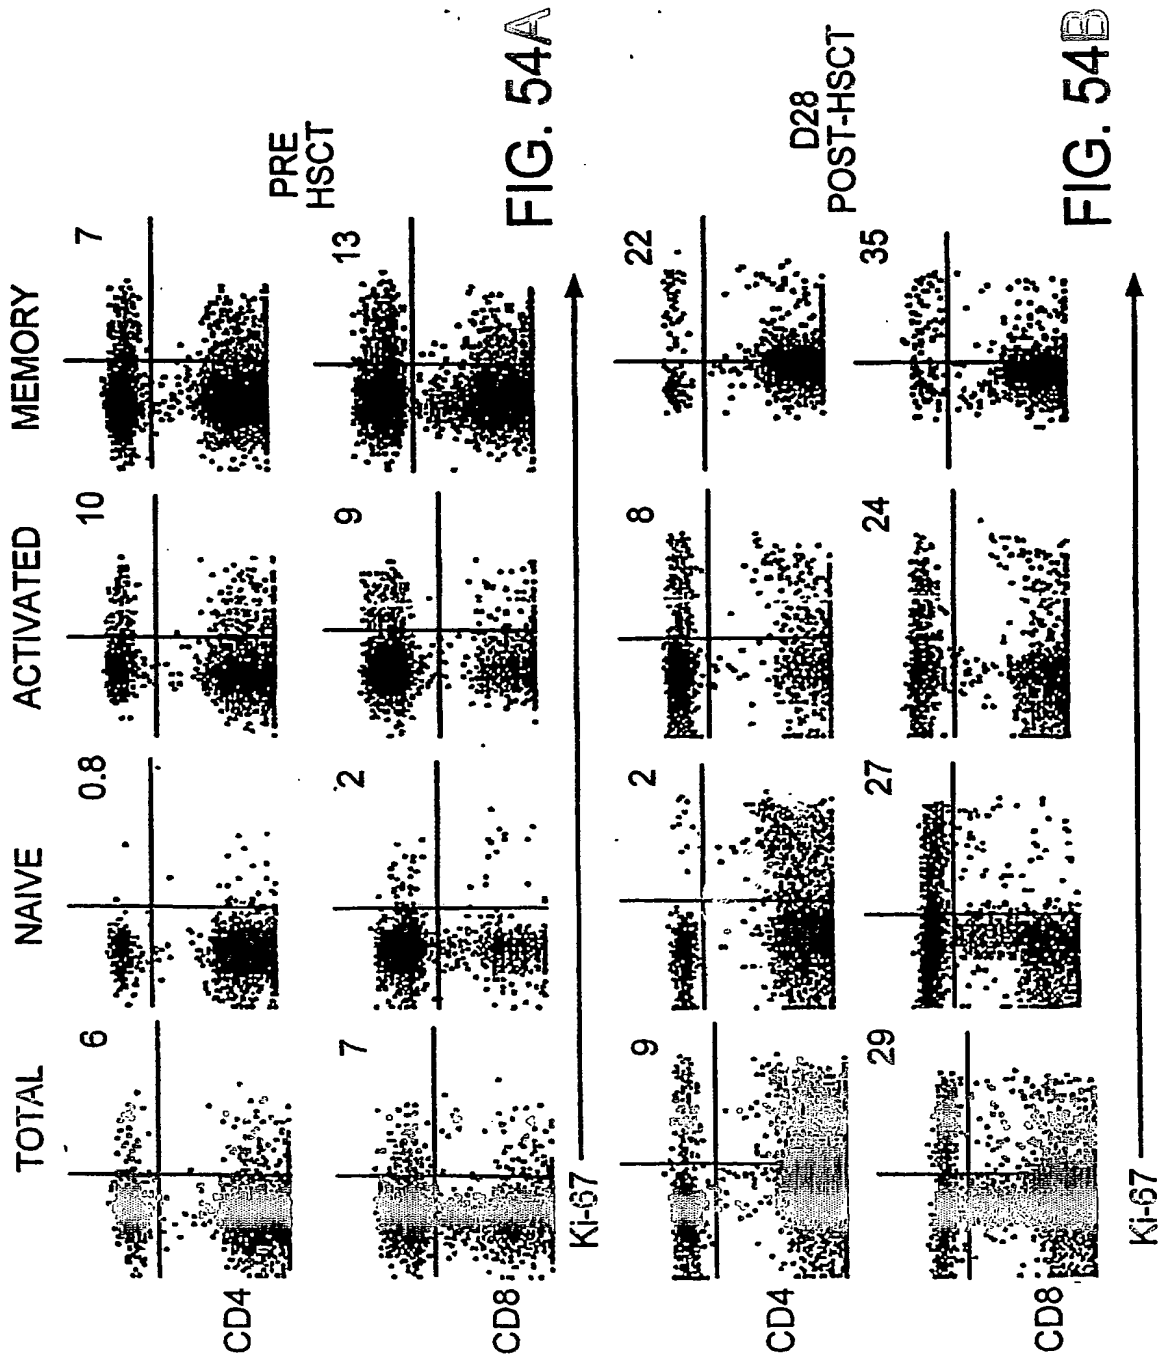 TOTAL NAIVE ACTIVATED MEMORY
CD4 6 0.8 10 7
PRE
HSCT
CD8 7 2 9 13
Ki-67
FIG. 54A
CD4 9 2 8 22
D28
POST-HSCT
CD8 29 27 24 35
Ki-67
FIG. 54B